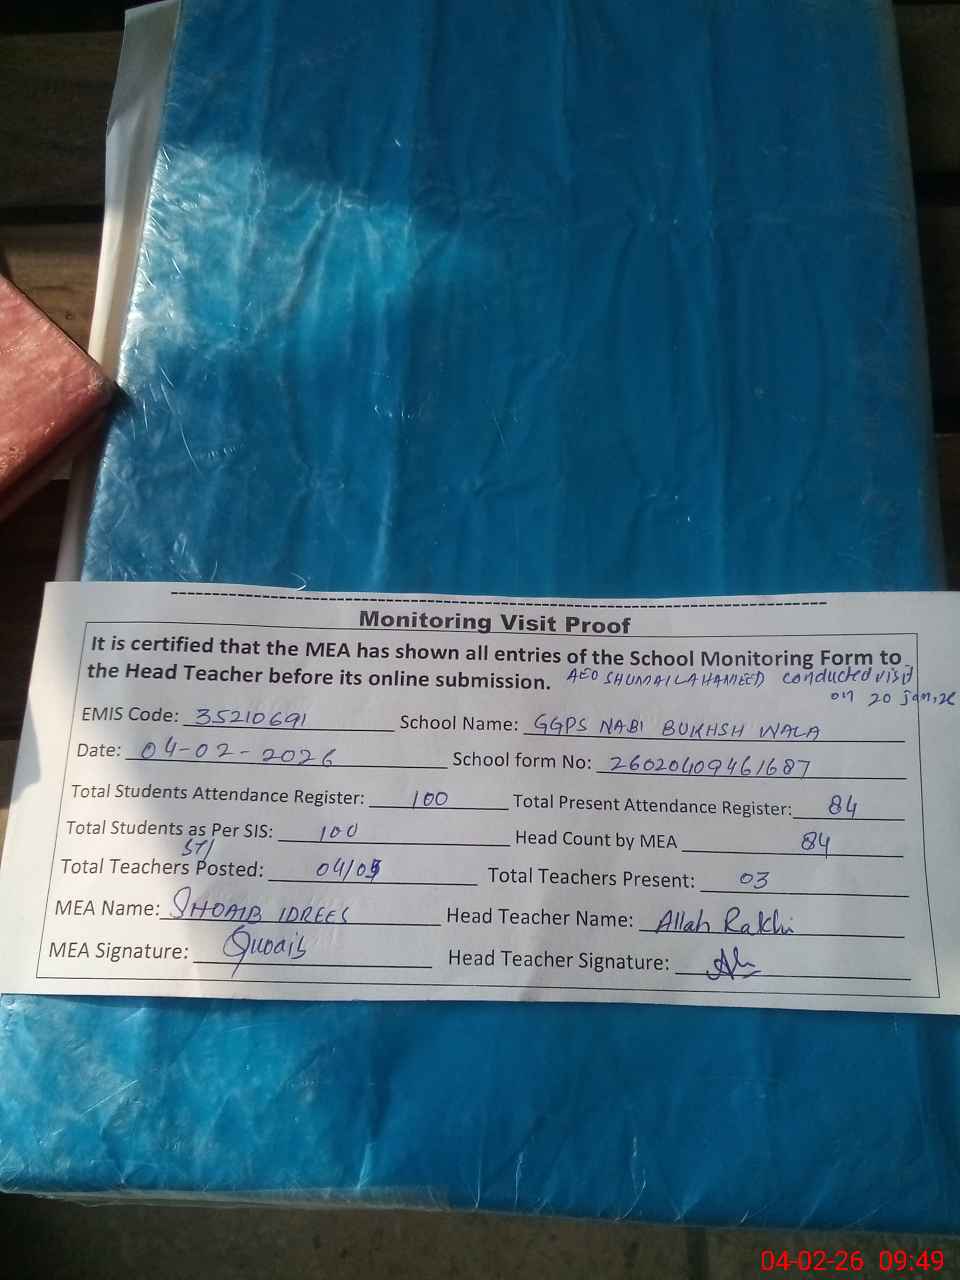 Monitoring Visit Proof
It is certified that the MEA has shown all entries of the School Monitoring Form to
the Head Teacher before its online submission. AEO SHUMAILA HAMEED conducted visit
on 20 Jan, 26
EMIS Code: 35210691 School Name: GGPS NABI BUKHSH WALA
Date: 04-02-2026 School form No: 26020409461687
Total Students Attendance Register: 100 Total Present Attendance Register: 84
Total Students as Per SIS: 100 Head Count by MEA 84
STI
Total Teachers Posted: 04/ Total Teachers Present: 03
MEA Name: SHOAIB IDREES Head Teacher Name: Allah Rakhi
MEA Signature: Shoaib Head Teacher Signature:
04-02-26 09:49